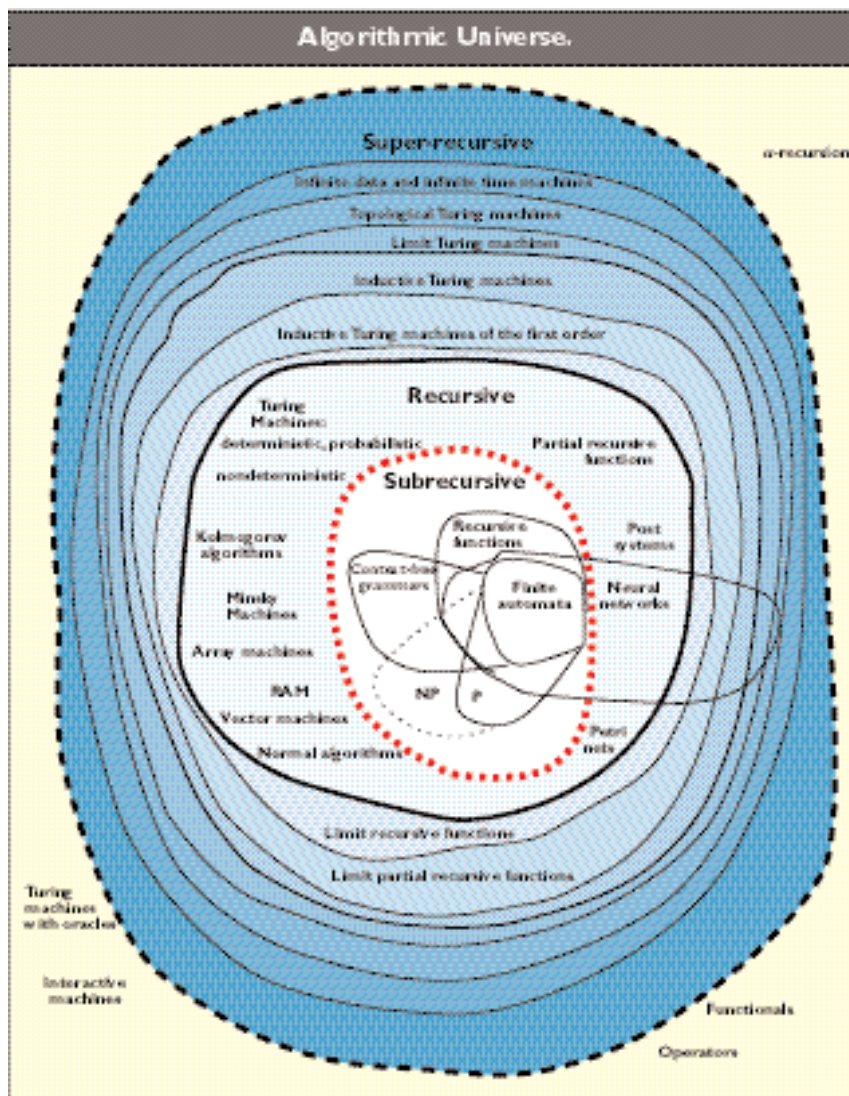 Algorithmic Universe.
Super-recursive
α-recursion
Infinite data and infinite time machines
Topological Turing machines
Limit Turing machines
Inductive Turing machines
Inductive Turing machines of the first order
Recursive
Turing
Machines:
deterministic, probabilistic,
nondeterministic
Partial recursive
functions
Subrecursive
Recursive
functions
Kolmogorov
algorithms
Post
systems
Context-free
grammars
Finite
automata
Neural
networks
Minsky
Machines
Array machines
RAM
NP
P
Vector machines
Normal algorithms
Petri
nets
Limit recursive functions
Limit partial recursive functions
Turing
machines
with oracles
Interactive
machines
Functionals
Operators